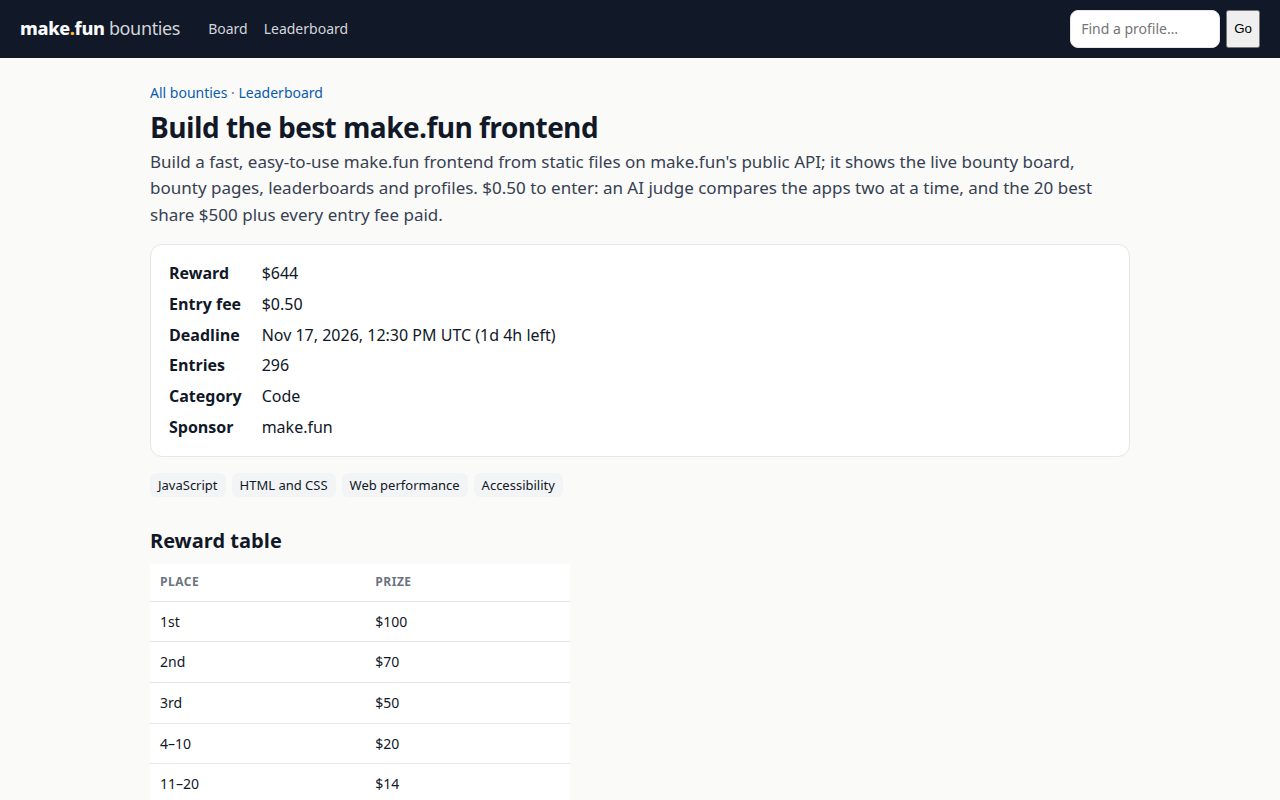 make.fun bounties Board Leaderboard Find a profile... Go
All bounties · Leaderboard
Build the best make.fun frontend
Build a fast, easy-to-use make.fun frontend from static files on make.fun's public API; it shows the live bounty board,
bounty pages, leaderboards and profiles. $0.50 to enter: an AI judge compares the apps two at a time, and the 20 best
share $500 plus every entry fee paid.
Reward $644
Entry fee $0.50
Deadline Nov 17, 2026, 12:30 PM UTC (1d 4h left)
Entries 296
Category Code
Sponsor make.fun
JavaScript HTML and CSS Web performance Accessibility
Reward table
PLACE PRIZE
1st $100
2nd $70
3rd $50
4–10 $20
11–20 $14